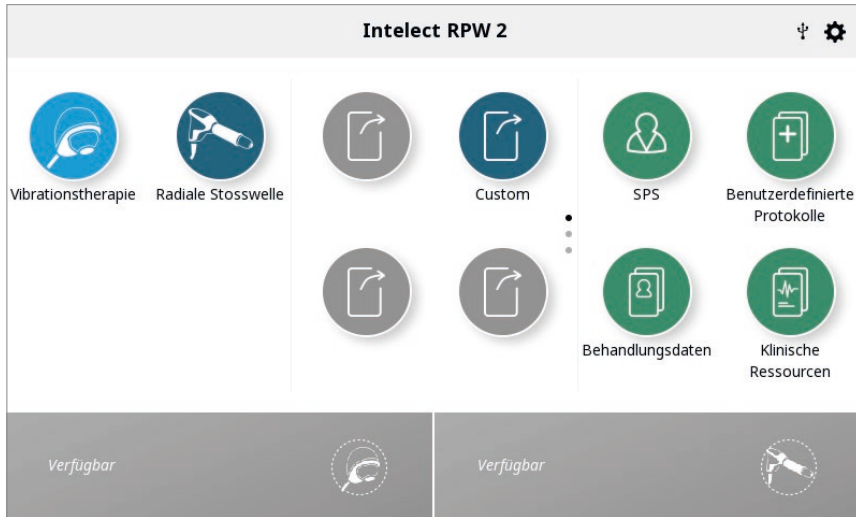 Intelect RPW 2
Vibrationstherapie
Radiale Stosswelle
Custom
SPS
Benutzerdefinierte
Protokolle
Behandlungsdaten
Klinische
Ressourcen
Verfügbar
Verfügbar